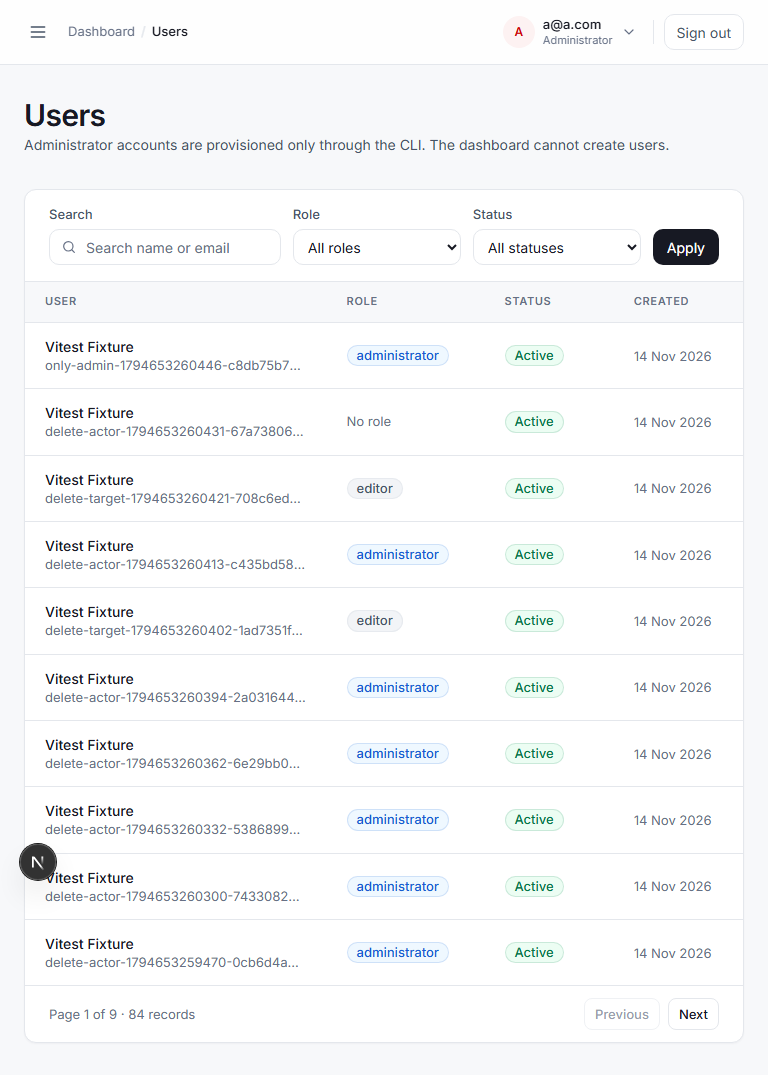 Dashboard / Users
A
a@a.com
Administrator
Sign out
Users
Administrator accounts are provisioned only through the CLI. The dashboard cannot create users.
Search
Role
Status
Search name or email
All roles
All statuses
Apply
USER ROLE STATUS CREATED
Vitest Fixture
only-admin-1794653260446-c8db75b7...
administrator
Active
14 Nov 2026
Vitest Fixture
delete-actor-1794653260431-67a73806...
No role
Active
14 Nov 2026
Vitest Fixture
delete-target-1794653260421-708c6ed...
editor
Active
14 Nov 2026
Vitest Fixture
delete-actor-1794653260413-c435bd58...
administrator
Active
14 Nov 2026
Vitest Fixture
delete-target-1794653260402-1ad7351f...
editor
Active
14 Nov 2026
Vitest Fixture
delete-actor-1794653260394-2a031644...
administrator
Active
14 Nov 2026
Vitest Fixture
delete-actor-1794653260362-6e29bb0...
administrator
Active
14 Nov 2026
Vitest Fixture
delete-actor-1794653260332-5386899...
administrator
Active
14 Nov 2026
N
Vitest Fixture
delete-actor-1794653260300-7433082...
administrator
Active
14 Nov 2026
Vitest Fixture
delete-actor-1794653259470-0cb6d4a...
administrator
Active
14 Nov 2026
Page 1 of 9 · 84 records
Previous
Next